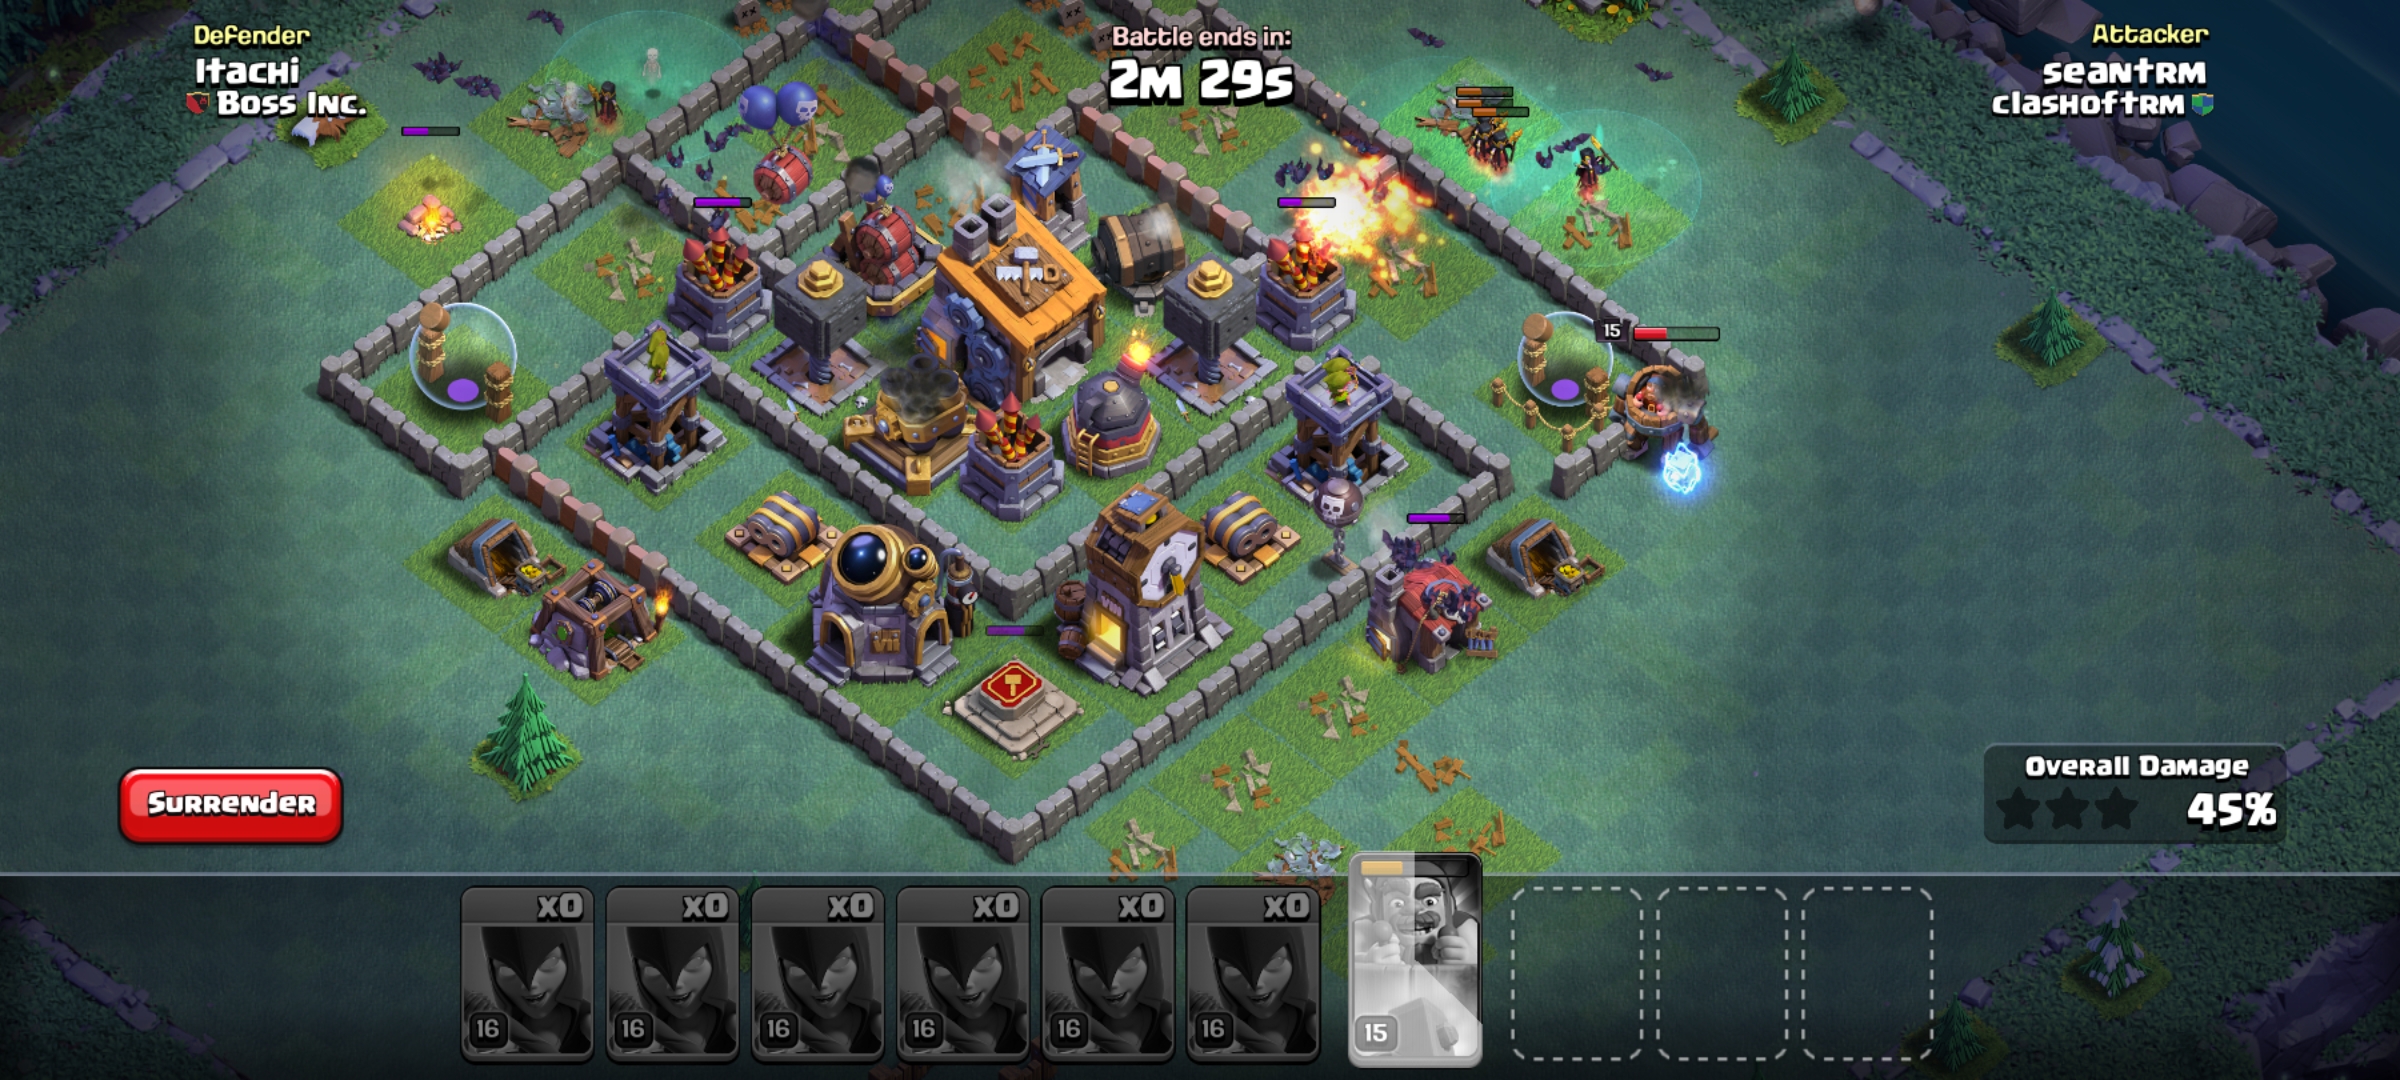 Defender
Itachi
Boss Inc.
Battle ends in:
2m 29s
Attacker
seantRM
clashoftRM
15
Surrender
Overall Damage
45%
x0
x0
x0
x0
x0
x0
16
16
16
16
16
16
15